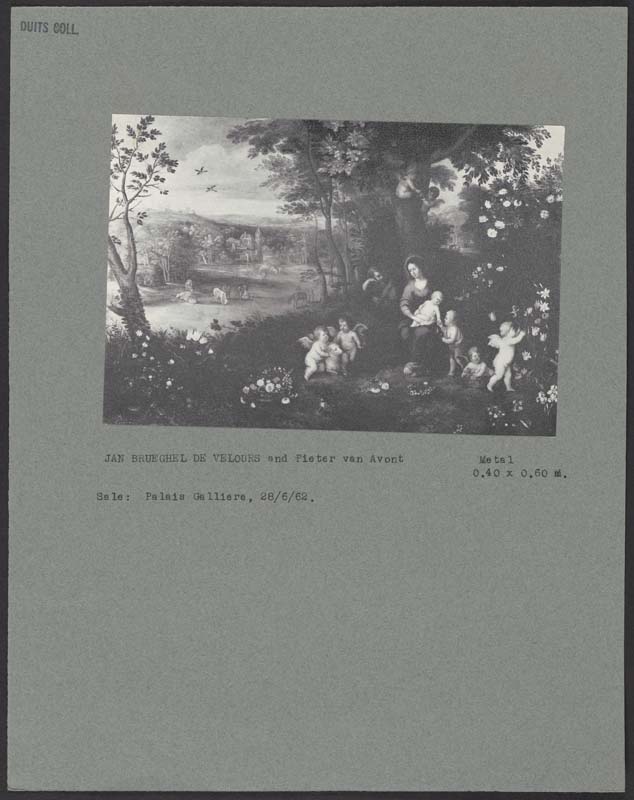 DUITS COLL.
JAN BRUEGHEL DE VELOURS and Pieter van Avont
Metal
0.40 x 0.60 m.
Sale: Palais Galliera, 28/6/62.